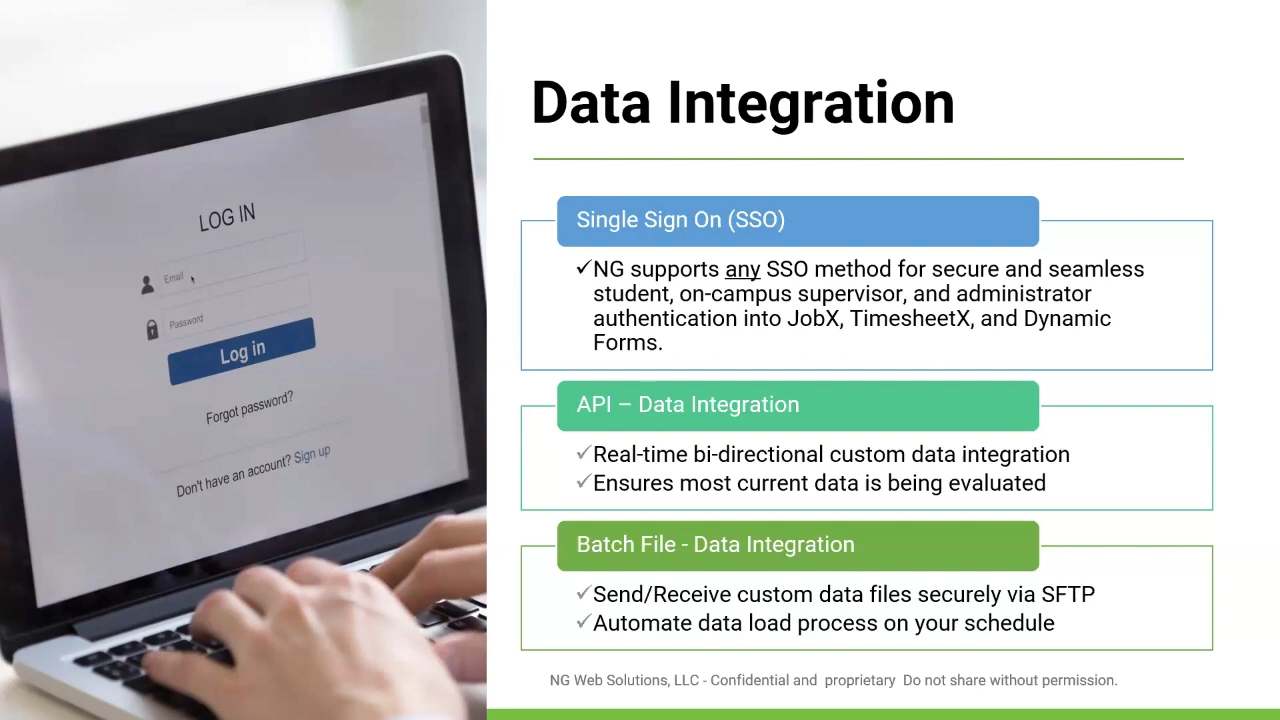 LOG IN
Email
Password
Log in
Forgot password?
Don't have an account? Sign up
Data Integration
Single Sign On (SSO)
✓NG supports any SSO method for secure and seamless
student, on-campus supervisor, and administrator
authentication into JobX, TimesheetX, and Dynamic
Forms.
API – Data Integration
✓Real-time bi-directional custom data integration
✓Ensures most current data is being evaluated
Batch File - Data Integration
✓Send/Receive custom data files securely via SFTP
✓Automate data load process on your schedule
NG Web Solutions, LLC - Confidential and  proprietary  Do not share without permission.